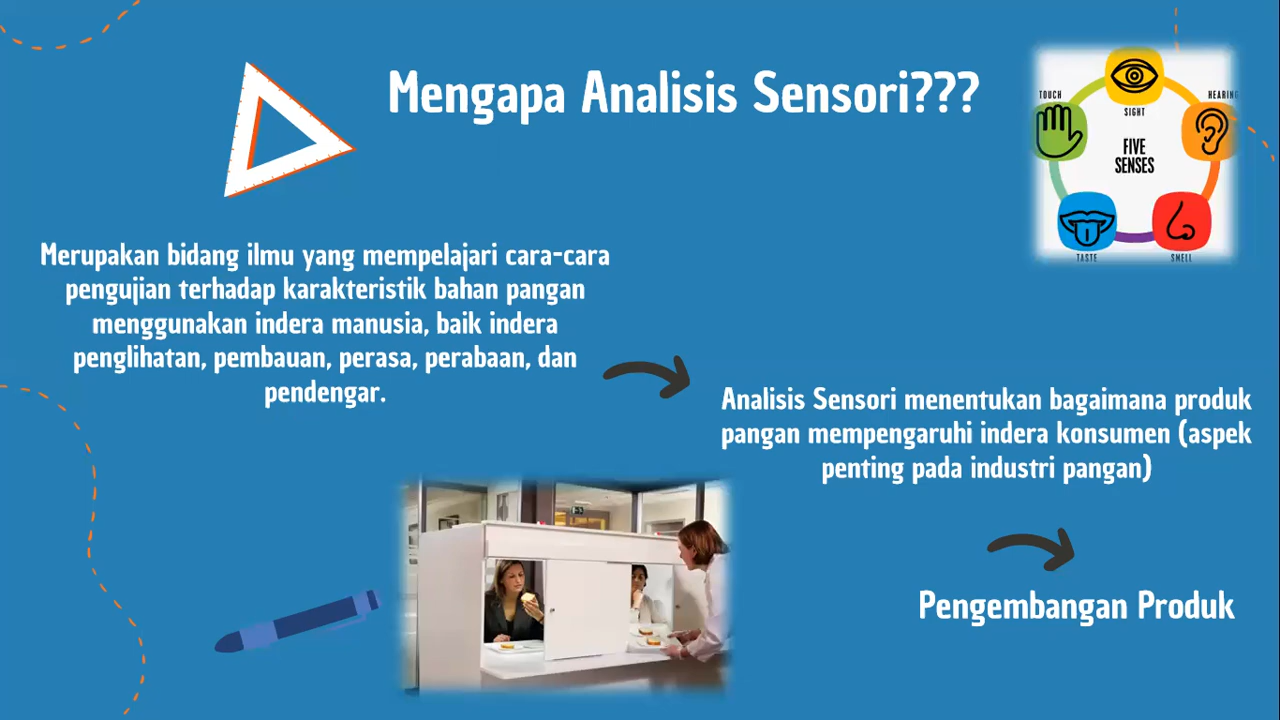 Mengapa Analisis Sensori???
TOUCH
HEARING
SIGHT
FIVE
SENSES
TASTE
SMELL
Merupakan bidang ilmu yang mempelajari cara-cara
pengujian terhadap karakteristik bahan pangan
menggunakan indera manusia, baik indera
penglihatan, pembauan, perasa, perabaan, dan
pendengar.
Analisis Sensori menentukan bagaimana produk
pangan mempengaruhi indera konsumen (aspek
penting pada industri pangan)
Pengembangan Produk